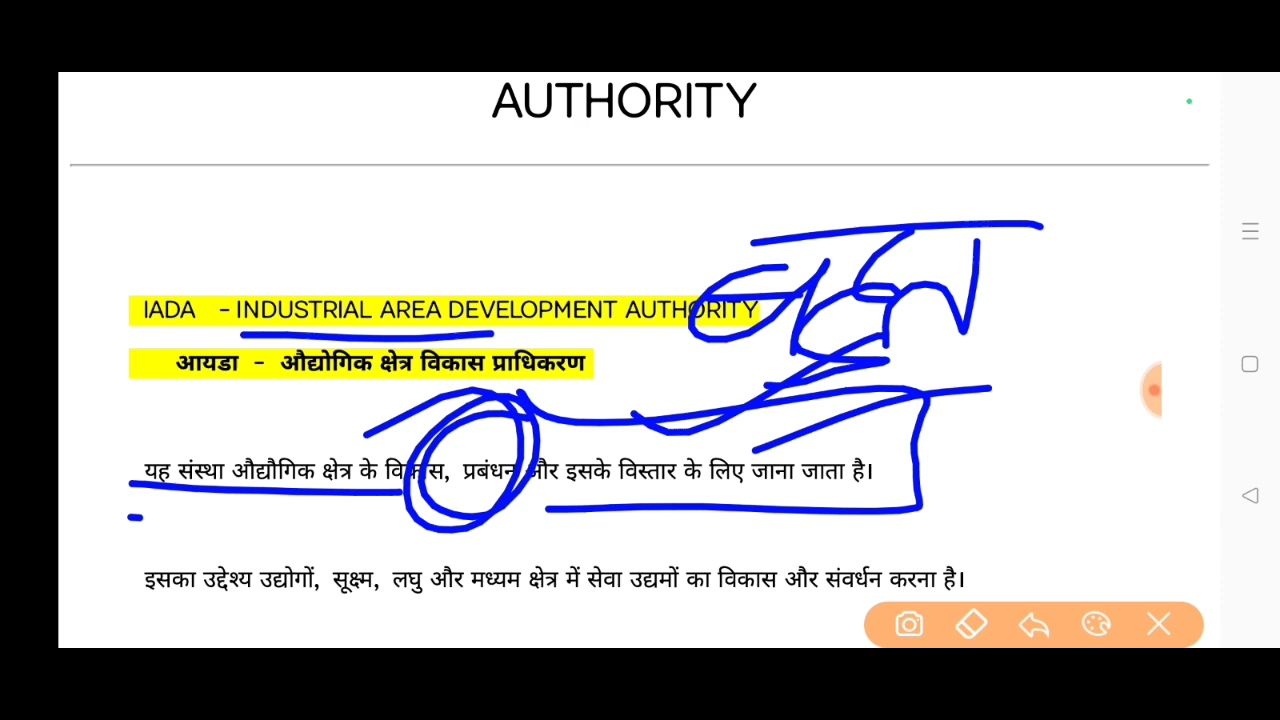 AUTHORITY
IADA - INDUSTRIAL AREA DEVELOPMENT AUTHORITY
आयडा - औद्योगिक क्षेत्र विकास प्राधिकरण
यह संस्था औद्यौगिक क्षेत्र के विकास, प्रबंधन और इसके विस्तार के लिए जाना जाता है।
इसका उद्देश्य उद्योगों, सूक्ष्म, लघु और मध्यम क्षेत्र में सेवा उद्यमों का विकास और संवर्धन करना है।